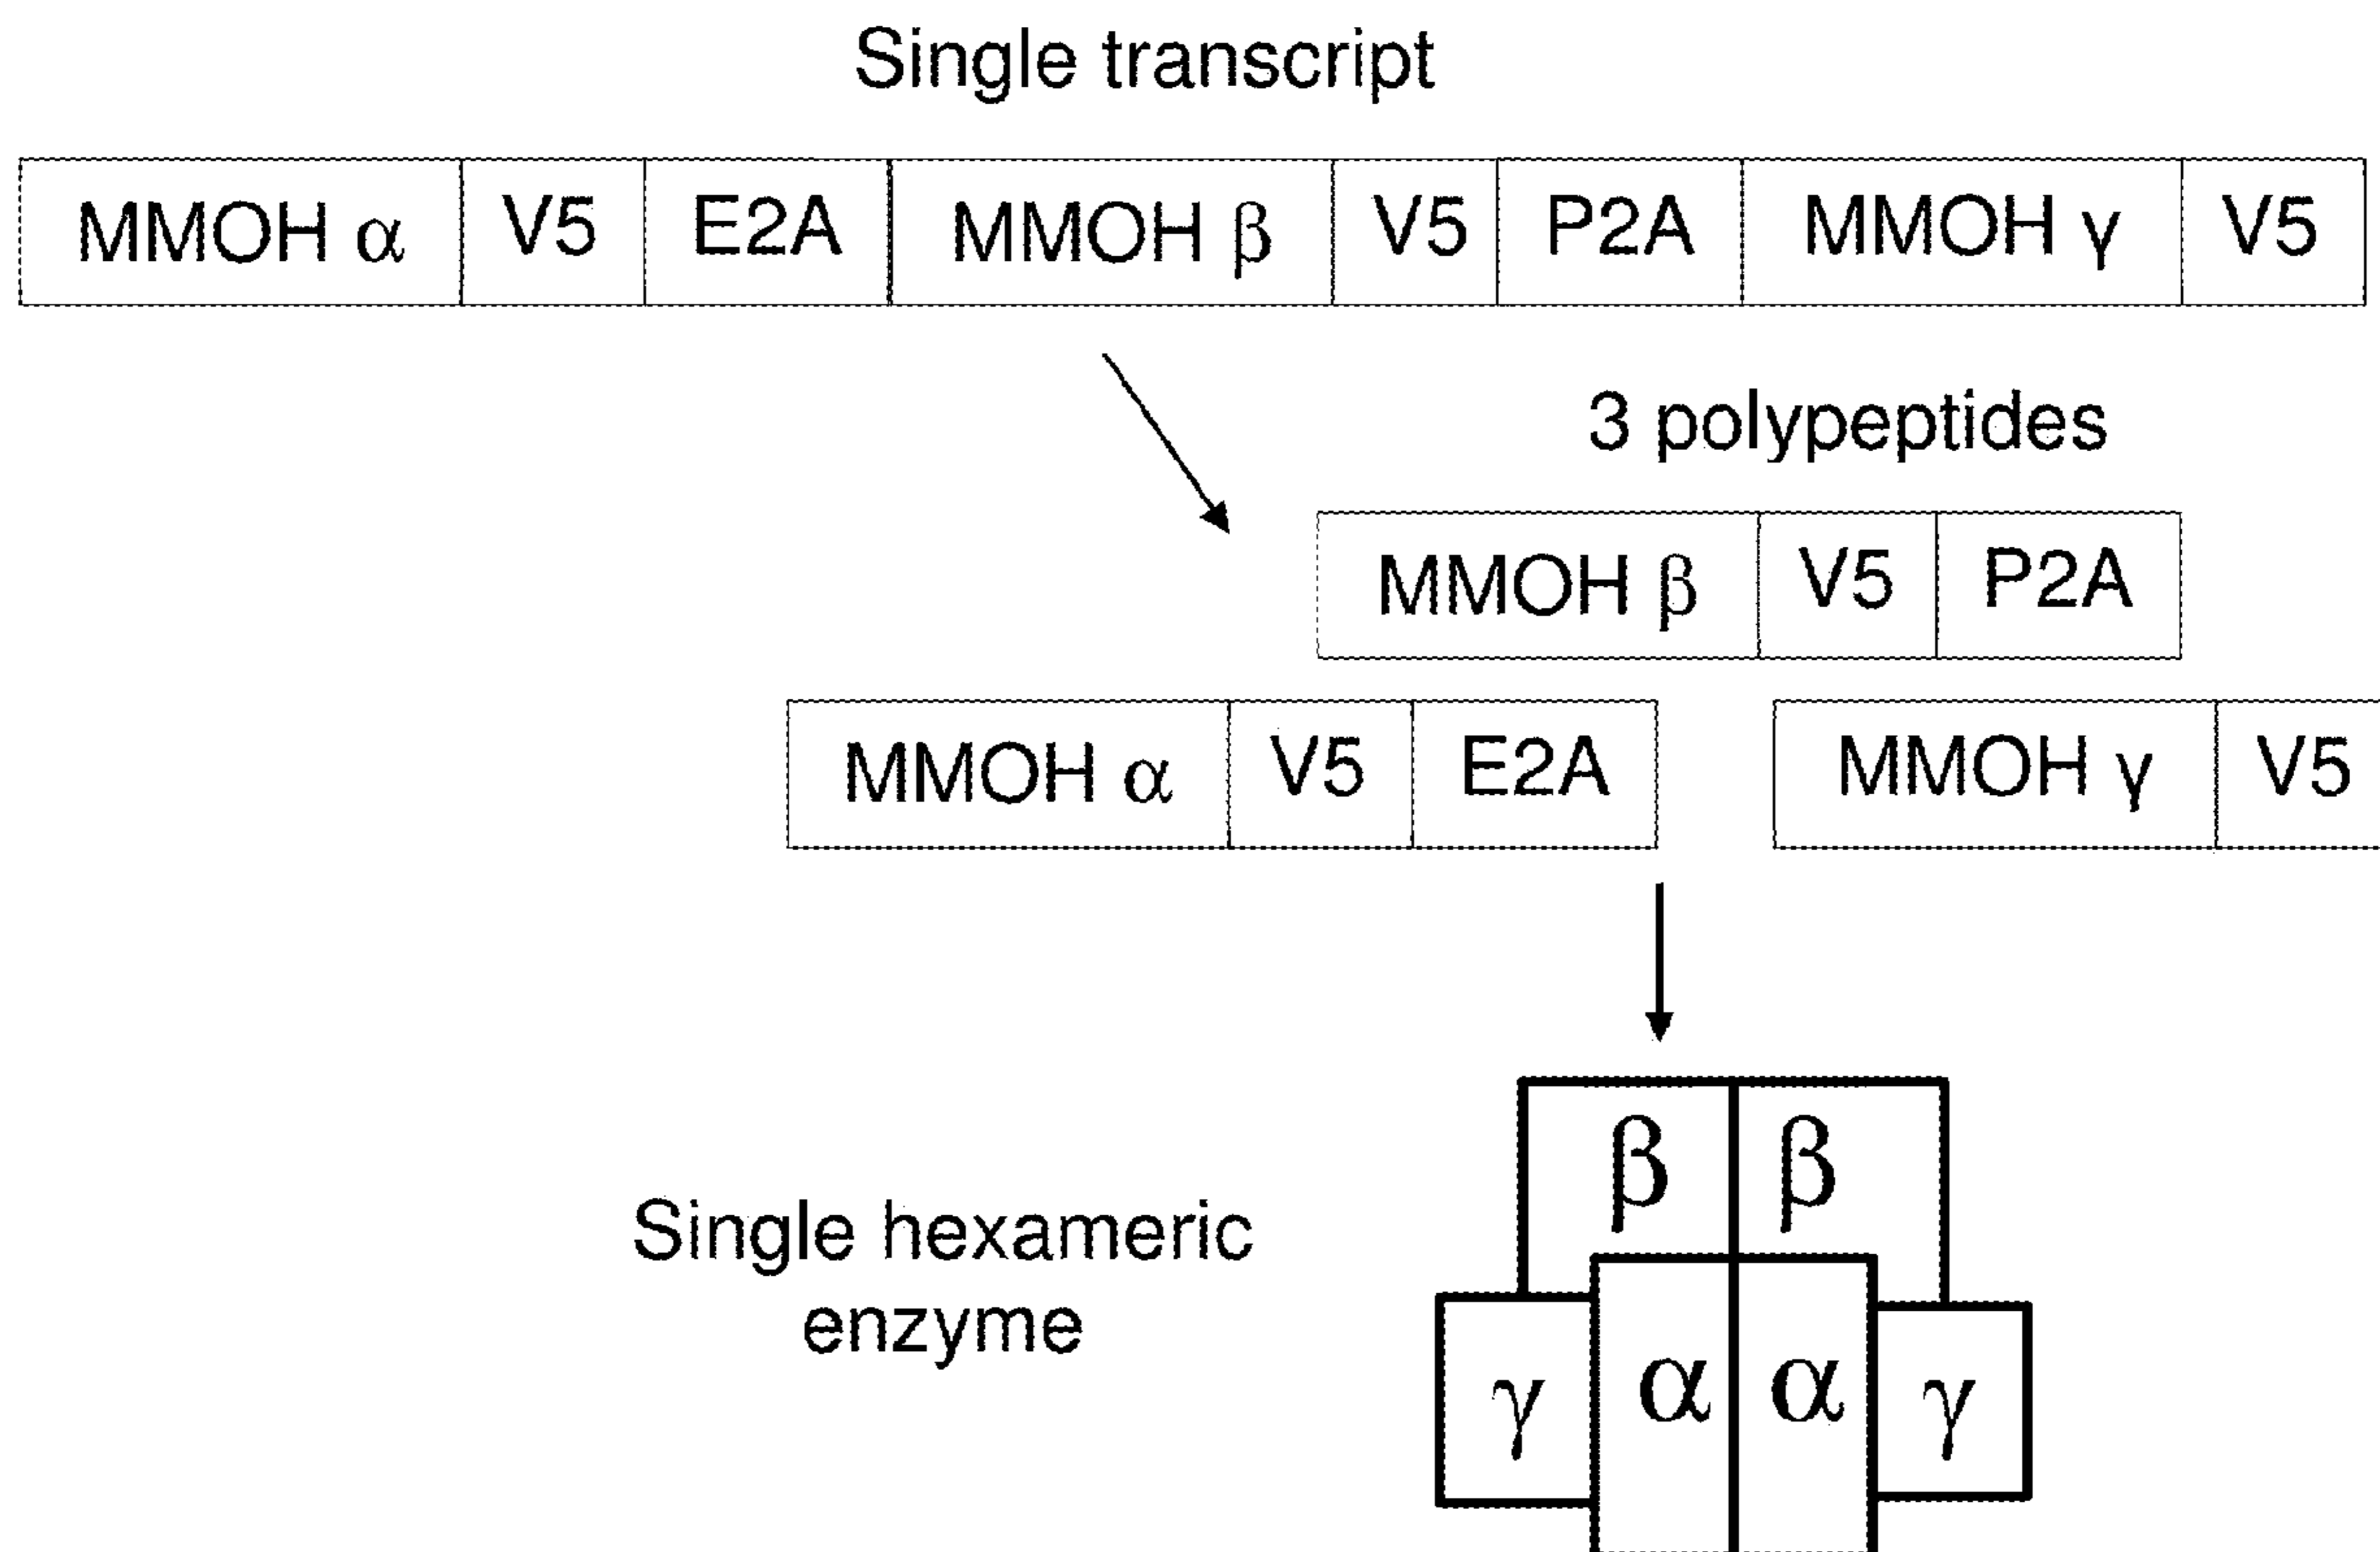 Single transcript
MMOH α V5 E2A MMOH β V5 P2A MMOH γ V5
3 polypeptides
MMOH β V5 P2A
MMOH α V5 E2A MMOH γ V5
β β
Single hexameric
enzyme
γ α α γ